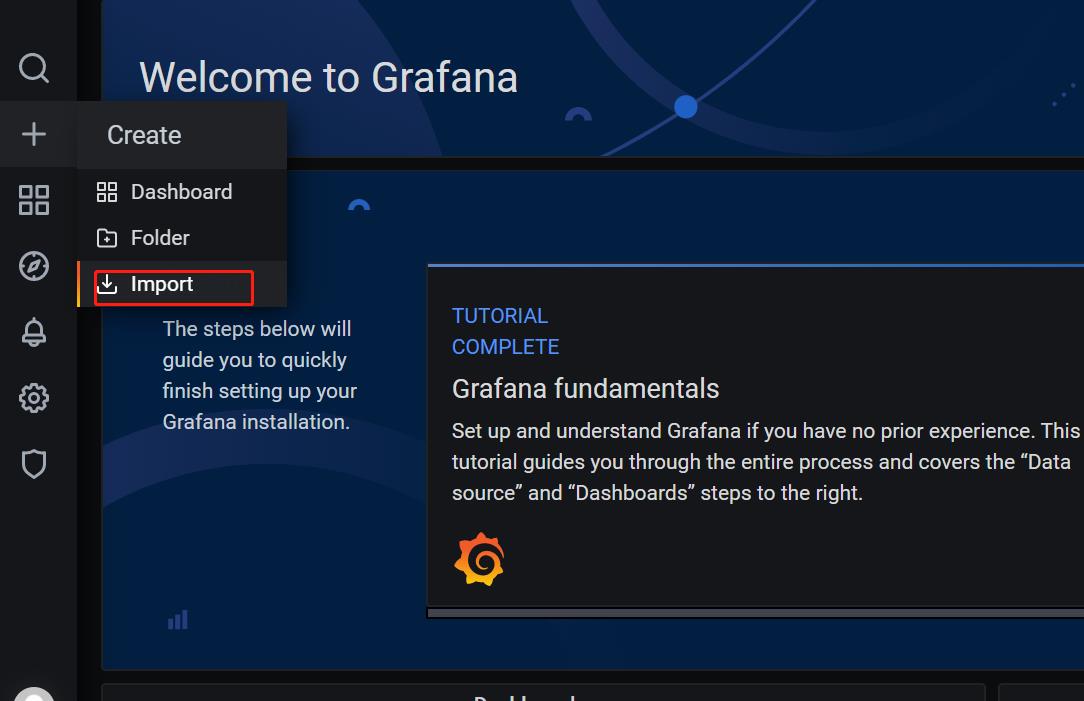 Welcome to Grafana
Create
Dashboard
Folder
Import
The steps below will
guide you to quickly
finish setting up your
Grafana installation.
TUTORIAL
COMPLETE
Grafana fundamentals
Set up and understand Grafana if you have no prior experience. This
tutorial guides you through the entire process and covers the “Data
source” and “Dashboards” steps to the right.